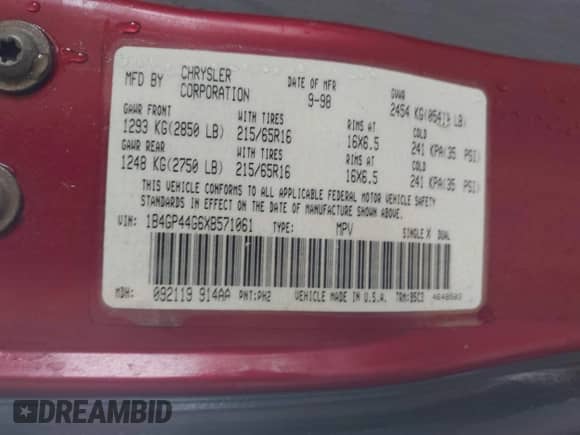 MFD BY CHRYSLER CORPORATION DATE OF MFR 9-98 GVWR 2454 KG(05419 LB)
GAWR FRONT WITH TIRES RIMS AT COLD
1293 KG(2850 LB) 215/65R16 16X6.5 241 KPA(35 PSI)
GAWR REAR WITH TIRES RIMS AT COLD
1248 KG(2750 LB) 215/65R16 16X6.5 241 KPA(35 PSI)
THIS VEHICLE CONFORMS TO ALL APPLICABLE FEDERAL MOTOR VEHICLE SAFETY
STANDARDS IN EFFECT ON THE DATE OF MANUFACTURE SHOWN ABOVE.
VIN: 1B4GP44G6XB571061 TYPE: MPV SINGLE X DUAL
MDH: 092119 914AA PNT:PH2 VEHICLE MADE IN U.S.A. TRM:B5C3
DREAMBID